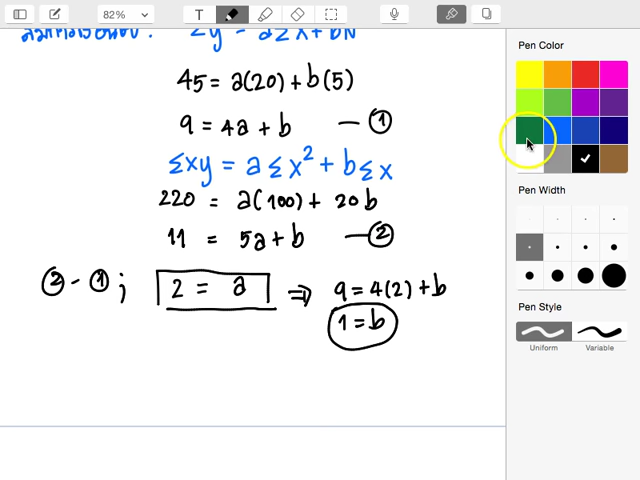 82%
T
Σy = aΣx + bN
45 = a(20) + b(5)
9 = 4a + b — ①
Σxy = aΣx² + bΣx
220 = a(100) + 20b
11 = 5a + b — ②
② - ① ; 2 = a ⇒ 9 = 4(2) + b
1 = b
Pen Color
Pen Width
Pen Style
Uniform
Variable